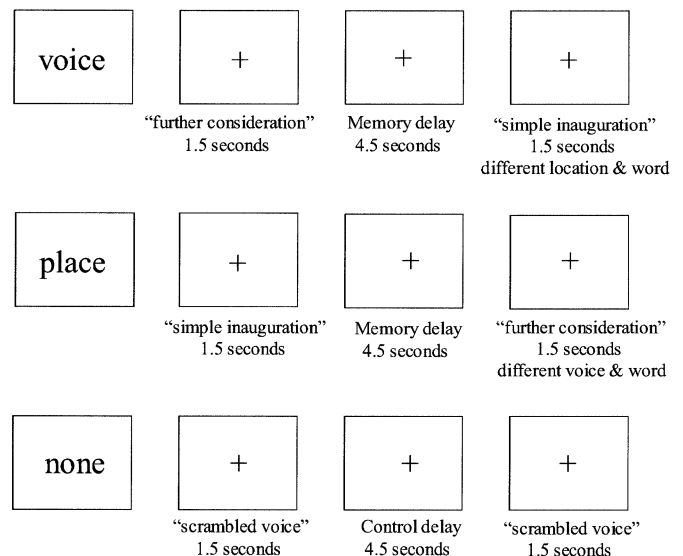 voice
+
+
+
“further consideration”
1.5 seconds
Memory delay
4.5 seconds
“simple inauguration”
1.5 seconds
different location & word
place
+
+
+
“simple inauguration”
1.5 seconds
Memory delay
4.5 seconds
“further consideration”
1.5 seconds
different voice & word
none
+
+
+
“scrambled voice”
1.5 seconds
Control delay
4.5 seconds
“scrambled voice”
1.5 seconds